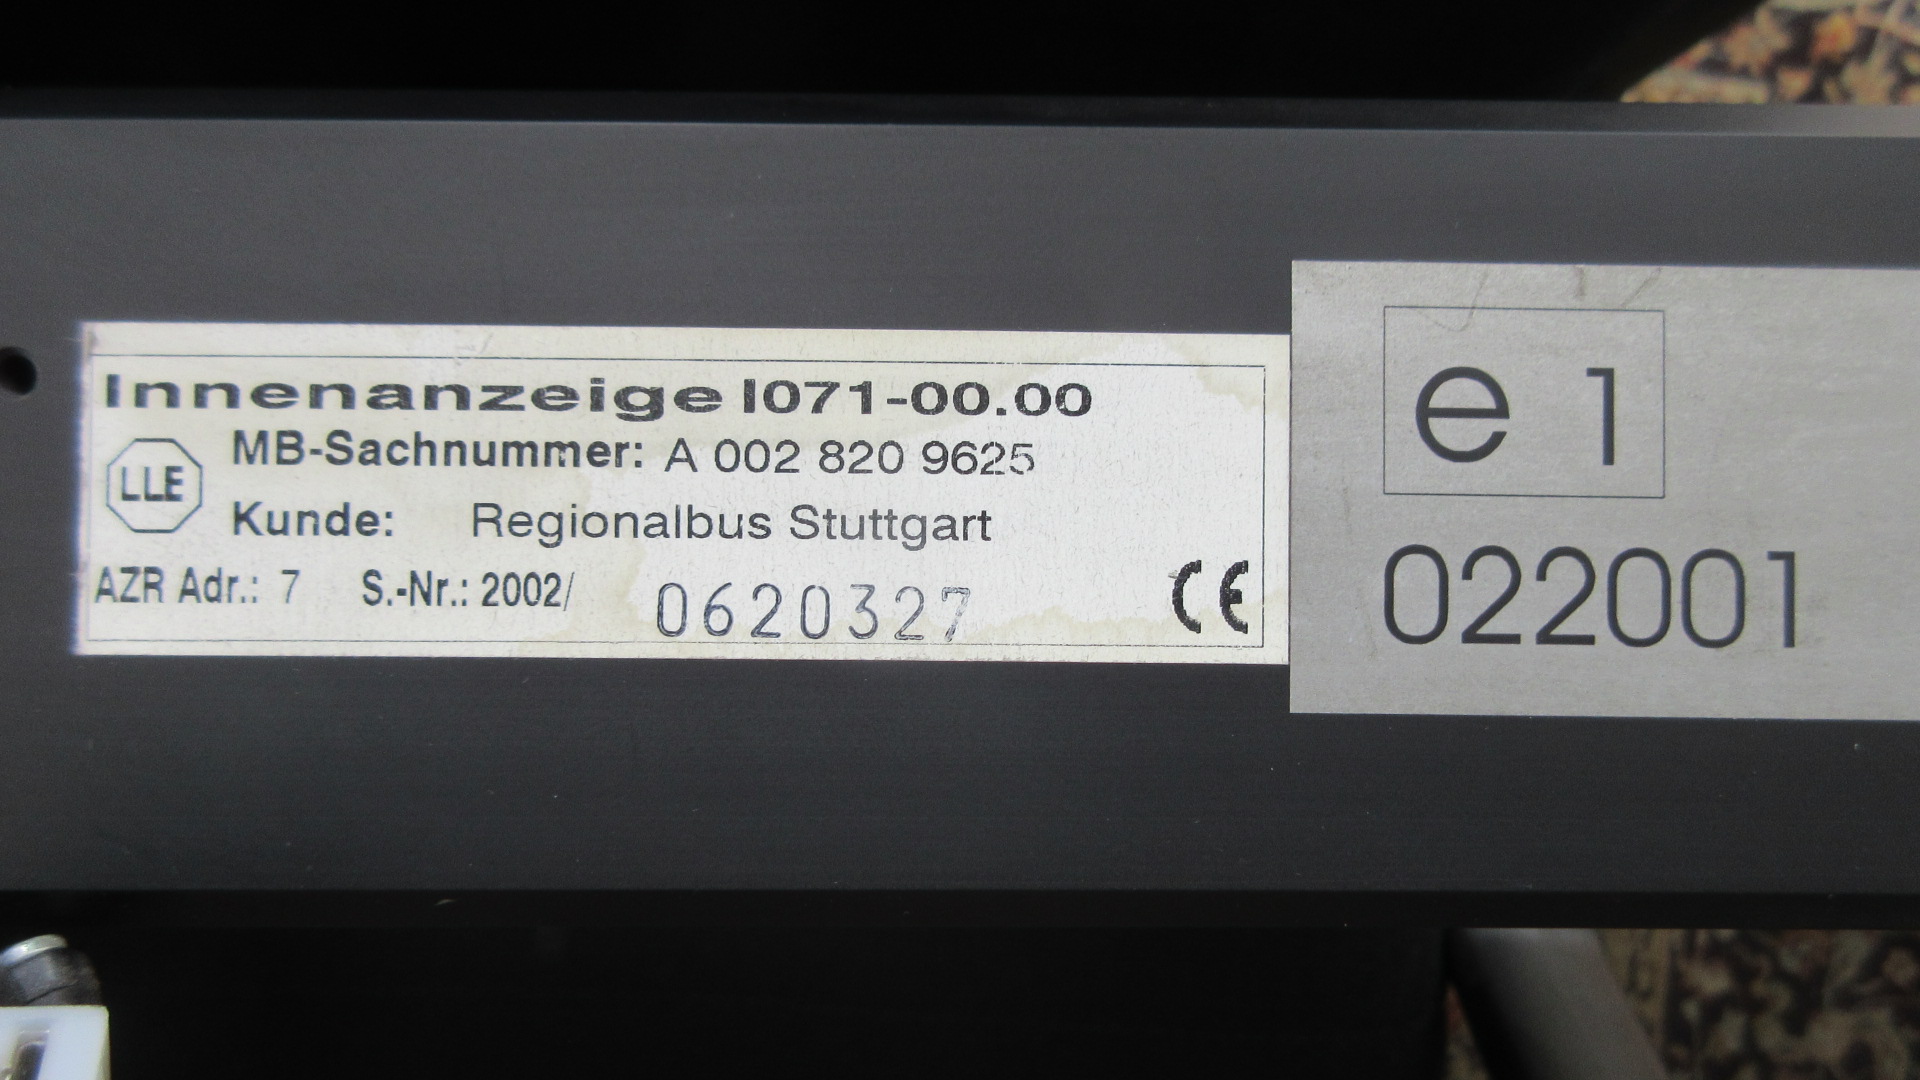 Innenanzeige I071-00.00
LLE
MB-Sachnummer: A 002 820 9625
Kunde: Regionalbus Stuttgart
AZR Adr.: 7 S.-Nr.: 2002/ 0620327
CE
e 1
022001